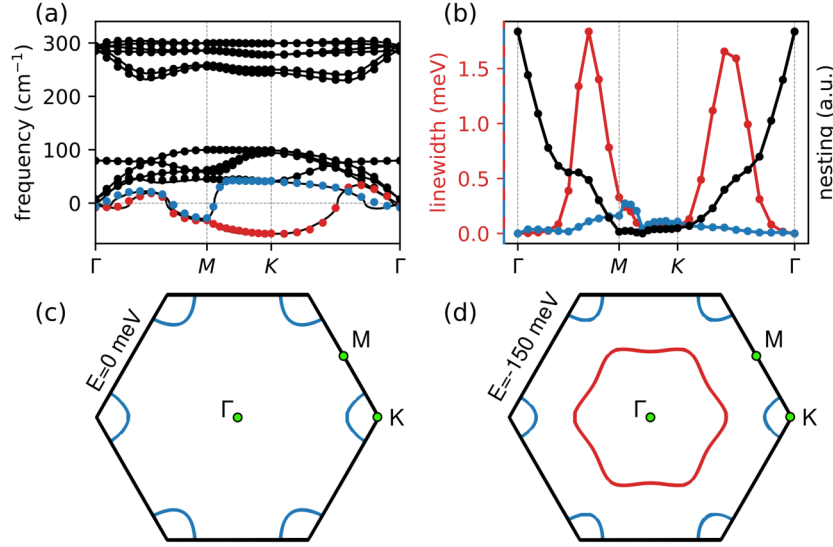 (a)
frequency (cm⁻¹)
300
200
100
0
Γ
M
K
Γ
(b)
linewidth (meV)
1.5
1.0
0.5
0.0
Γ
M
K
Γ
nesting (a.u.)
(c)
E=0 meV
Γ
M
K
(d)
E=-150 meV
Γ
M
K